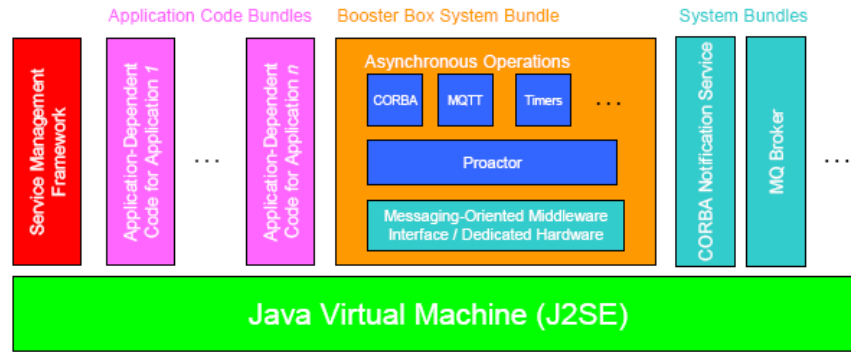 Application Code Bundles
Booster Box System Bundle
System Bundles
Service Management
Framework
Application-Dependent
Code for Application 1
...
Application-Dependent
Code for Application n
Asynchronous Operations
CORBA
MQTT
Timers
...
Proactor
Messaging-Oriented Middleware
Interface / Dedicated Hardware
CORBA Notification Service
MQ Broker
...
Java Virtual Machine (J2SE)